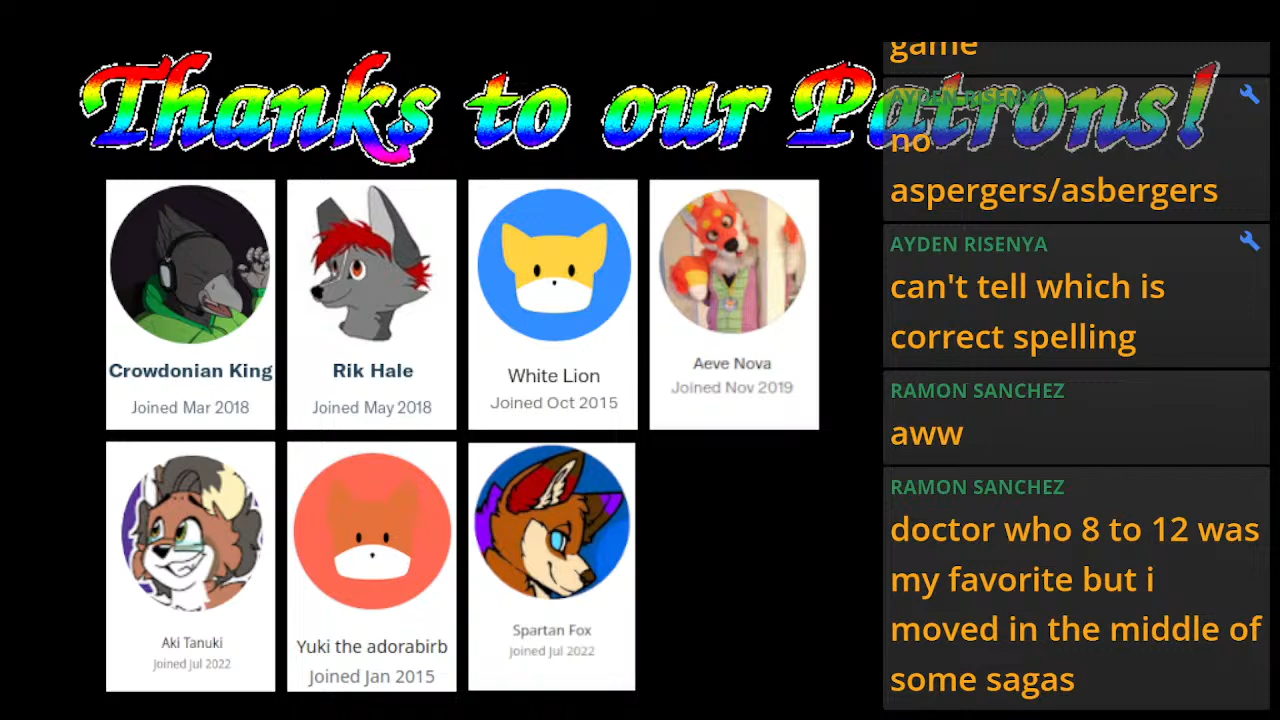 Thanks to our Patrons!
Crowdonian King
Joined Mar 2018
Rik Hale
Joined May 2018
White Lion
Joined Oct 2015
Aeve Nova
Joined Nov 2019
Aki Tanuki
Joined Jul 2022
Yuki the adorabirb
Joined Jan 2015
Spartan Fox
Joined Jul 2022
game
AYDEN RISENYA
no
aspergers/asbergers
AYDEN RISENYA
can't tell which is
correct spelling
RAMON SANCHEZ
aww
RAMON SANCHEZ
doctor who 8 to 12 was
my favorite but i
moved in the middle of
some sagas